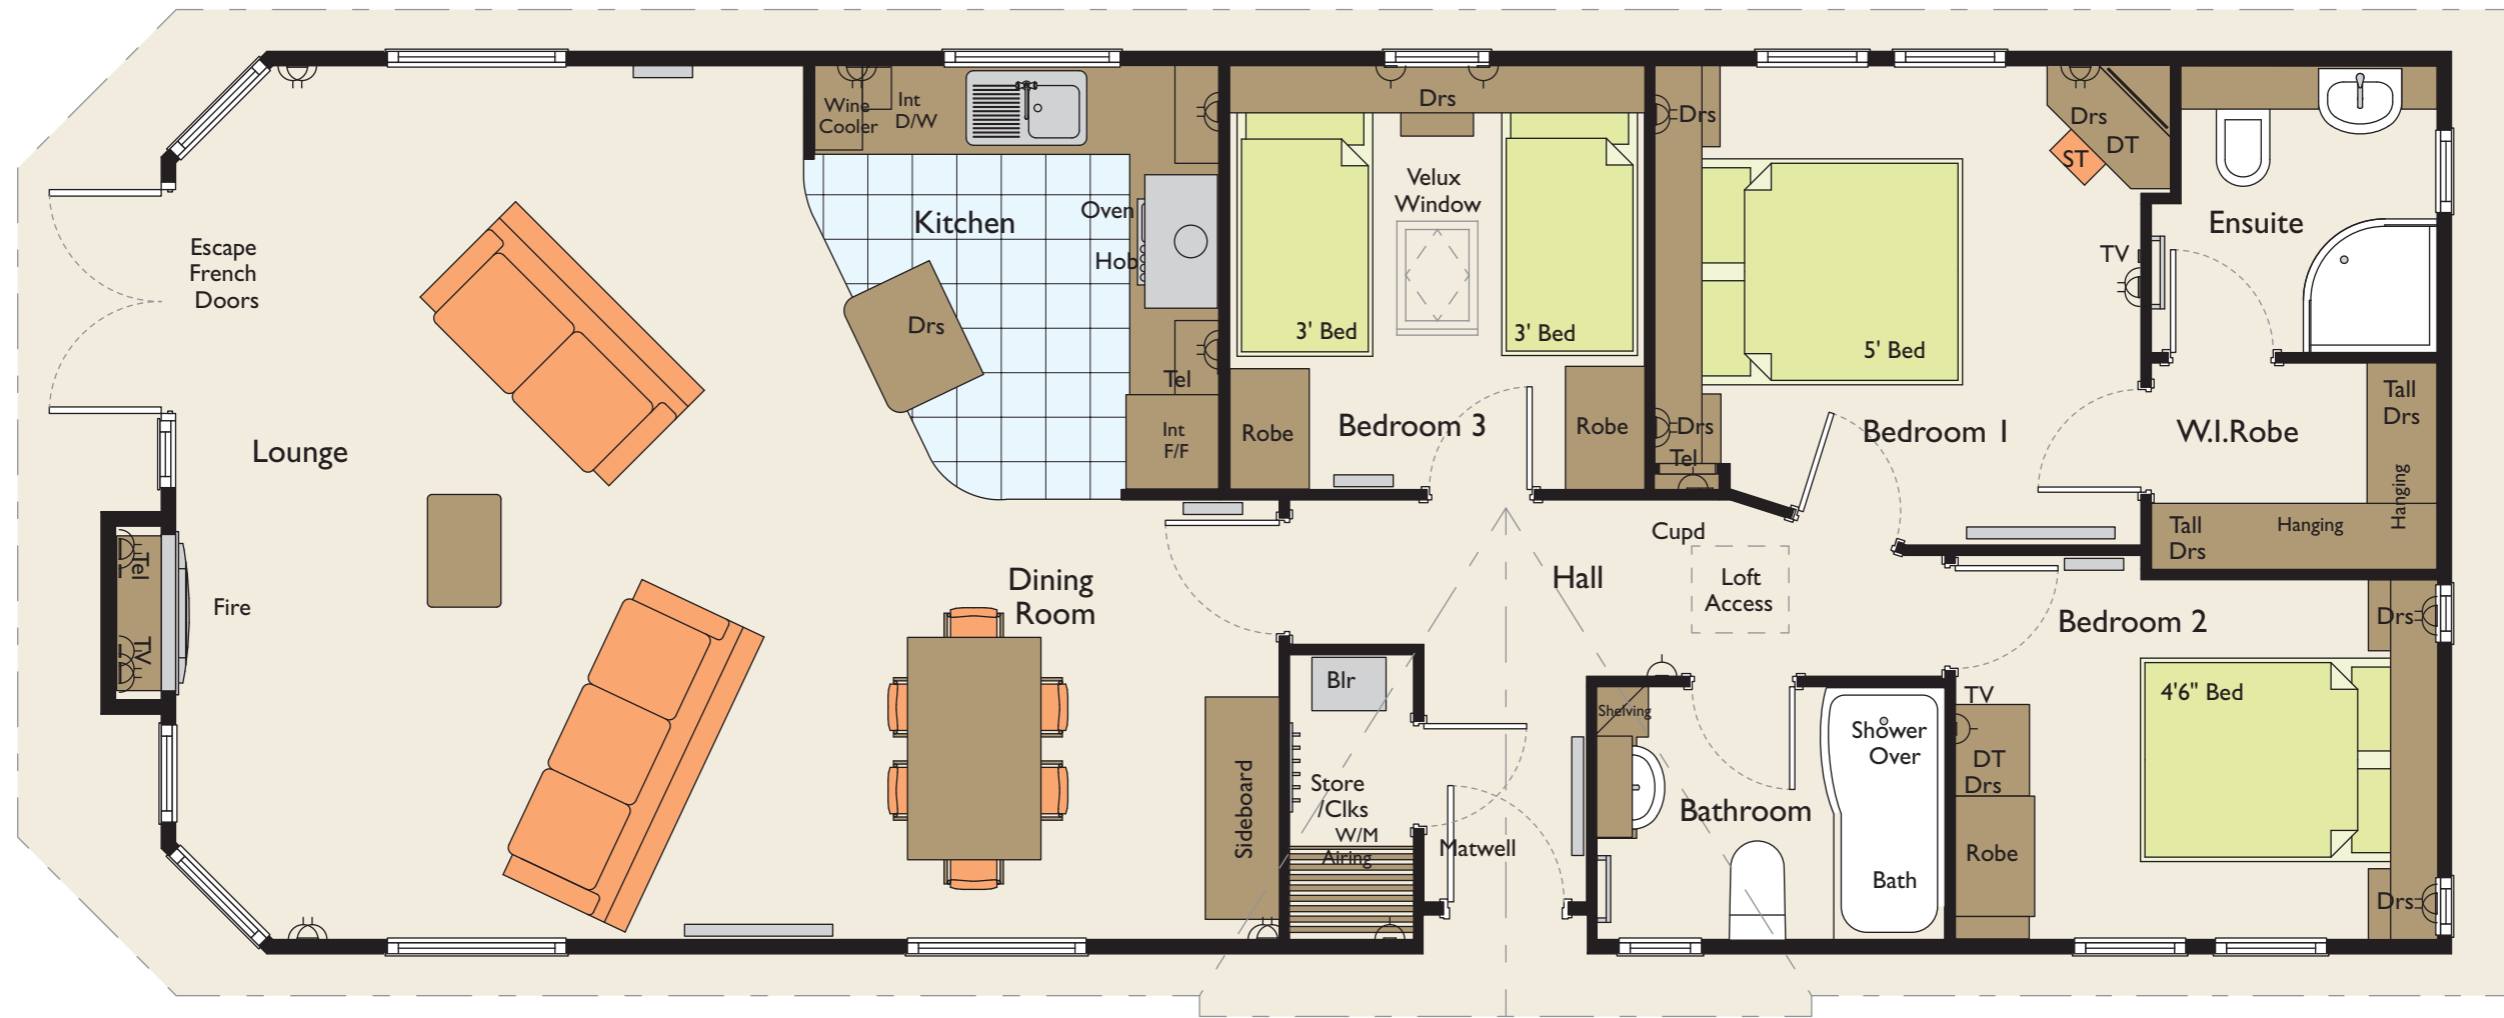 Escape
French
Doors
Lounge
Fire
Tel
TV
Wine
Cooler
Int
D/W
Kitchen
Oven
Hob
Drs
Tel
Int
F/F
Dining
Room
Sideboard
Drs
Velux
Window
3' Bed
3' Bed
Robe
Bedroom 3
Robe
Drs
5' Bed
Drs
Tel
Bedroom 1
Drs
DT
ST
TV
Ensuite
W.I.Robe
Tall
Drs
Hanging
Tall
Drs
Hanging
Cupd
Hall
Loft
Access
Blr
Store
/Clks
W/M
Airing
Matwell
Shelving
Bathroom
Shower
Over
Bath
Bedroom 2
TV
DT
Drs
Robe
4'6" Bed
Drs
Drs